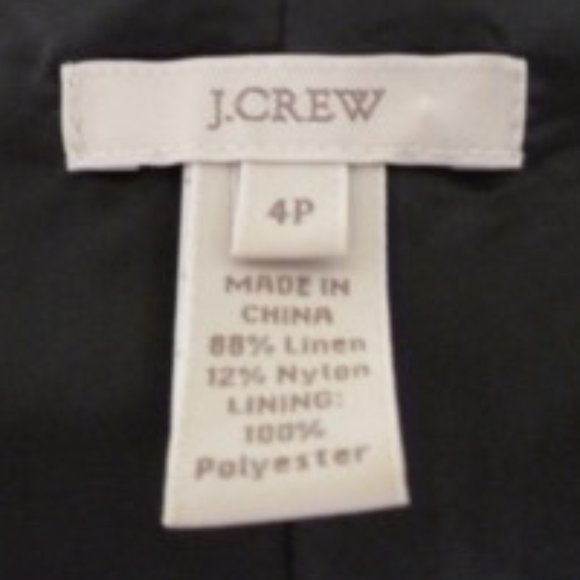 J.CREW
4P
MADE IN
CHINA
88% Linen
12% Nylon
LINING:
100%
Polyester